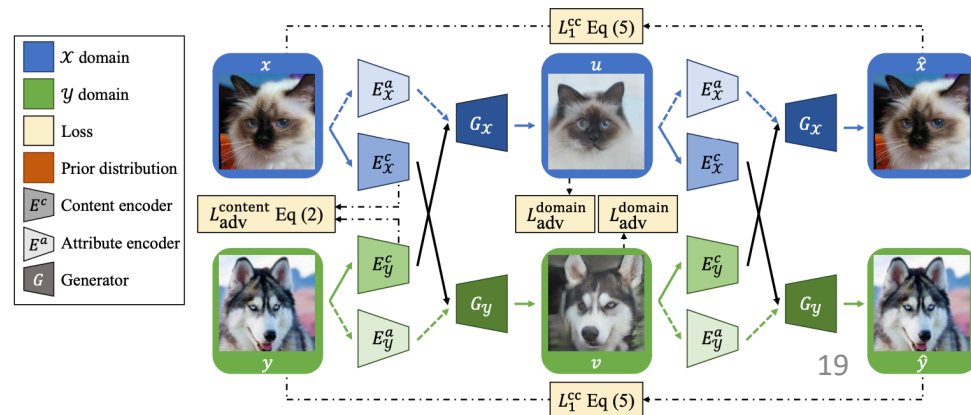 𝒳 domain
𝒴 domain
Loss
Prior distribution
E^c Content encoder
E^a Attribute encoder
G Generator
L_1^cc Eq (5)
x
E_𝒳^a
E_𝒳^c
G_𝒳
u
E_𝒳^a
E_𝒳^c
G_𝒳
x̂
L_adv^content Eq (2)
L_adv^domain
L_adv^domain
E_𝒴^c
E_𝒴^a
G_𝒴
E_𝒴^c
E_𝒴^a
G_𝒴
19
y
v
ŷ
L_1^cc Eq (5)